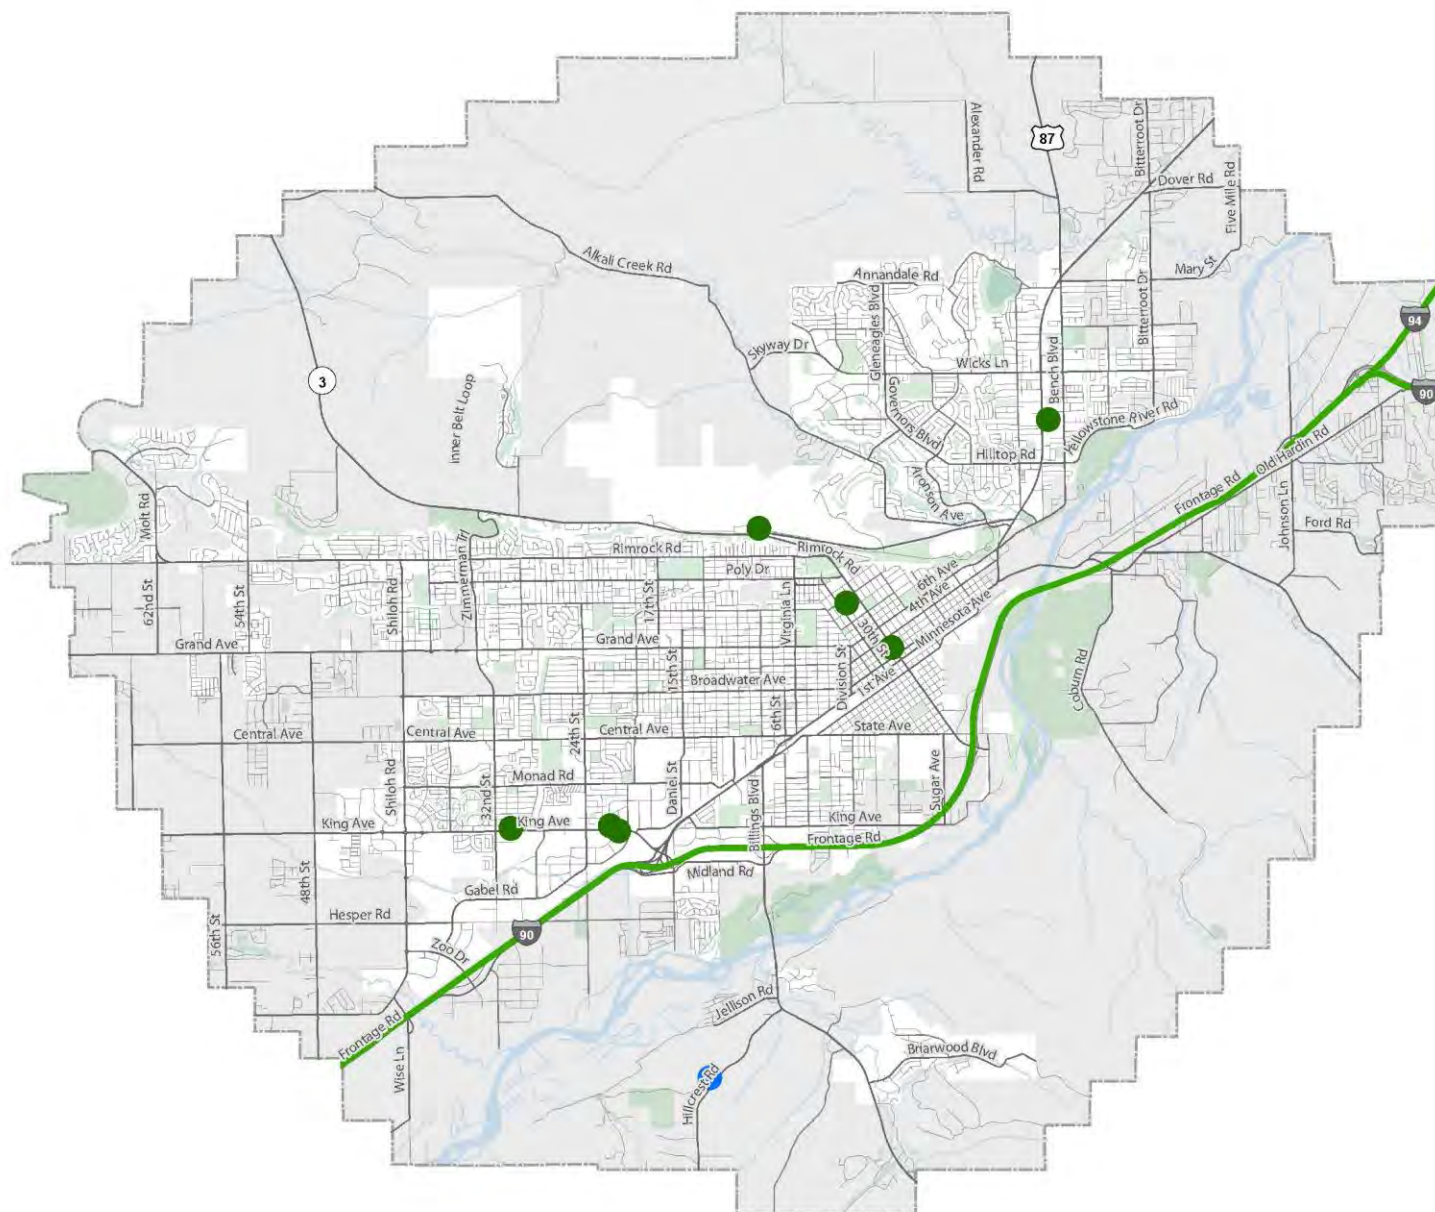 Alexander Rd
87
Bitterroot Dr
Dover Rd
Five Mile Rd
Alkali Creek Rd
Annandale Rd
Mary St
Gleneagles Blvd
Bitterroot Dr
94
Skyway Dr
Wicks Ln
Bench Blvd
3
90
Inner Belt Loop
Governors Blvd
Yellowstone River Rd
Hilltop Rd
Old Hardin Rd
Frontage Rd
Aronson Ave
Johnson Ln
Ford Rd
Molt Rd
Zimmerman Trl
Rimrock Rd
Rimrock Rd
Poly Dr
6th Ave
4th Ave
62nd St
54th St
Shiloh Rd
17th St
Virginia Ln
Minnesota Ave
30th St
Grand Ave
Grand Ave
15th St
Broadwater Ave
Division St
1st Ave
Coburn Rd
6th St
State Ave
Central Ave
Central Ave
24th St
Central Ave
Monad Rd
Daniel St
Shiloh Rd
32nd St
Billings Blvd
Sugar Ave
King Ave
King Ave
King Ave
Frontage Rd
48th St
Midland Rd
Gabel Rd
Hesper Rd
56th St
90
Zoo Dr
Jellison Rd
Frontage Rd
Wise Ln
Hillcrest Rd
Briarwood Blvd